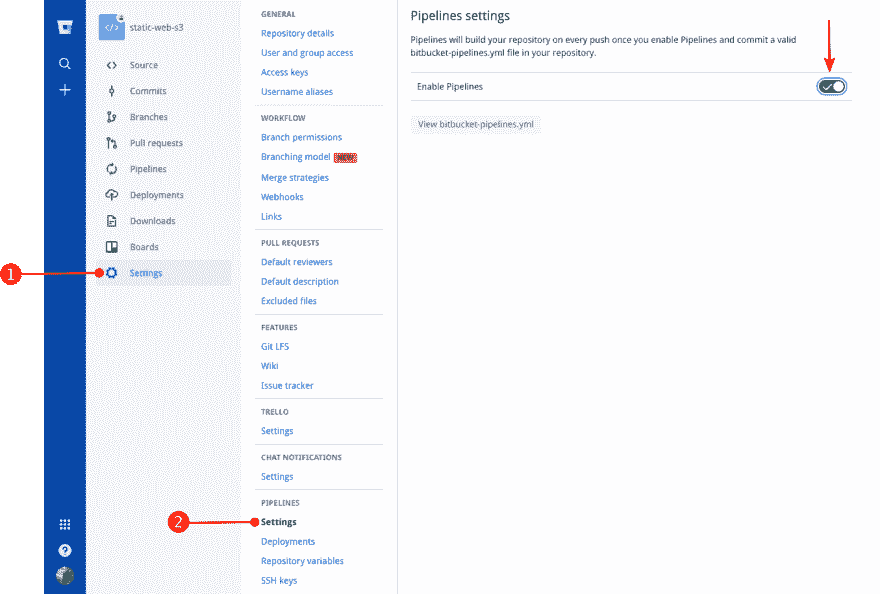 static-web-s3
Source
Commits
Branches
Pull requests
Pipelines
Deployments
Downloads
Boards
1
Settings
GENERAL
Repository details
User and group access
Access keys
Username aliases
WORKFLOW
Branch permissions
Branching model NEW
Merge strategies
Webhooks
Links
PULL REQUESTS
Default reviewers
Default description
Excluded files
FEATURES
Git LFS
Wiki
Issue tracker
TRELLO
Settings
CHAT NOTIFICATIONS
Settings
PIPELINES
2
Settings
Deployments
Repository variables
SSH keys
Pipelines settings
Pipelines will build your repository on every push once you enable Pipelines and commit a valid
bitbucket-pipelines.yml file in your repository.
Enable Pipelines
View bitbucket-pipelines.yml